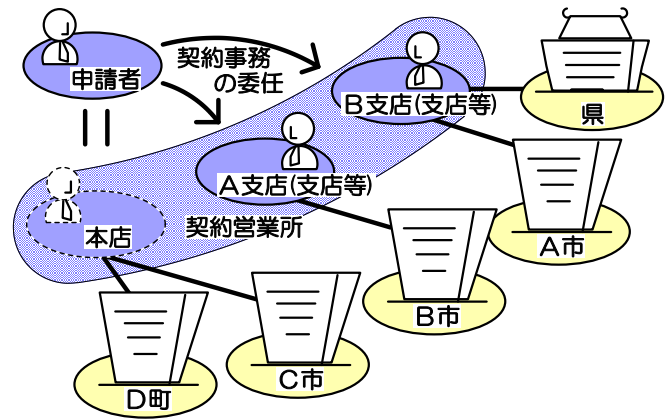 申請者
契約事務
の委任
B支店(支店等)
県
A支店(支店等)
A市
本店
契約営業所
B市
C市
D町